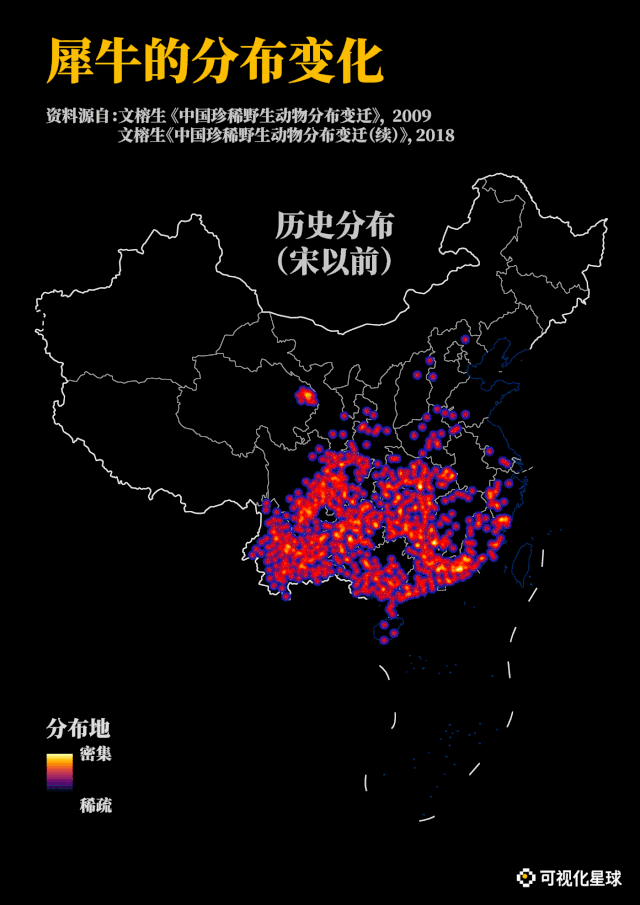 犀牛的分布变化
资料源自：文榕生《中国珍稀野生动物分布变迁》，2009
文榕生《中国珍稀野生动物分布变迁（续）》，2018
历史分布
（宋以前）
分布地
密集
稀疏
可视化星球